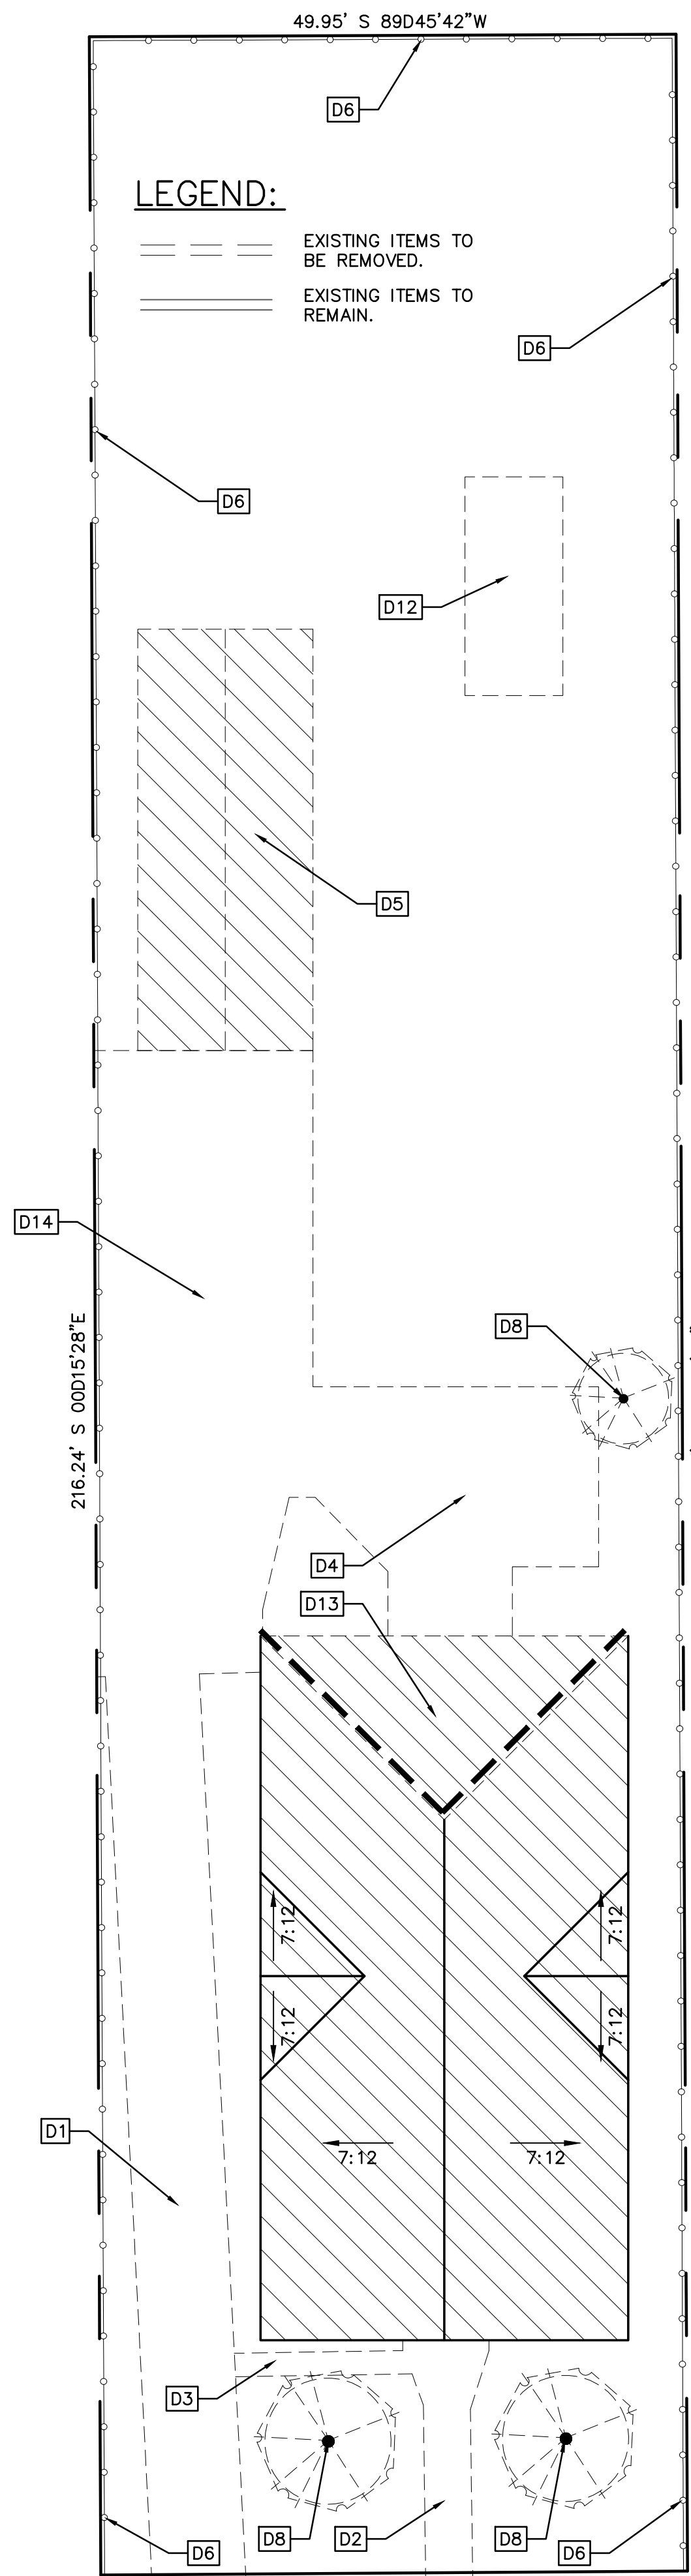 49.95' S 89D45'42"W
D6
LEGEND:
EXISTING ITEMS TO
BE REMOVED.
EXISTING ITEMS TO
REMAIN.
D6
D6
D12
D5
D14
D8
216.24' S 00D15'28"E
D4
D13
7:12
7:12
7:12
7:12
D1
7:12
7:12
D3
D6
D8
D2
D8
D6